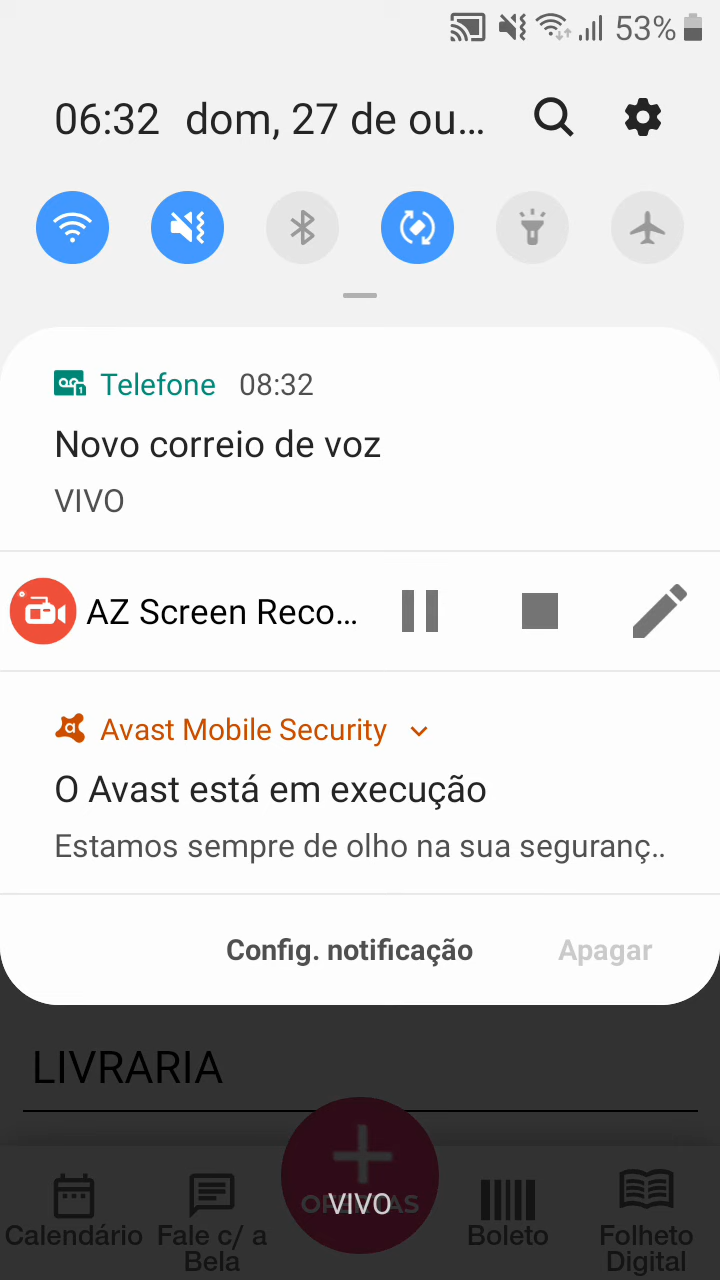 53%
06:32 dom, 27 de ou...
Telefone 08:32
Novo correio de voz
VIVO
AZ Screen Reco...
Avast Mobile Security
O Avast está em execução
Estamos sempre de olho na sua seguranç..
Config. notificação Apagar
LIVRARIA
OFERTAS
VIVO
Calendário
Fale c/ a
Bela
Boleto
Folheto
Digital